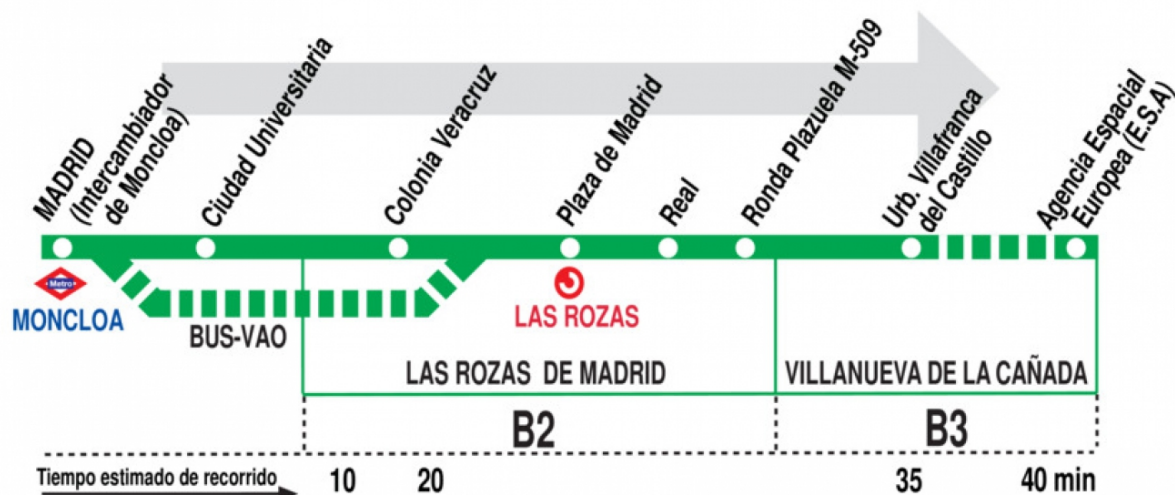 MADRID
(Intercambiador
de Moncloa)
Ciudad Universitaria
Colonia Veracruz
Plaza de Madrid
Real
Ronda Plazuela M-509
Urb. Villafranca
del Castillo
Agencia Espacial
Europea (E.S.A)
Metro
MONCLOA
BUS-VAO
LAS ROZAS
LAS ROZAS DE MADRID
VILLANUEVA DE LA CAÑADA
B2
B3
Tiempo estimado de recorrido 10 20 35 40 min